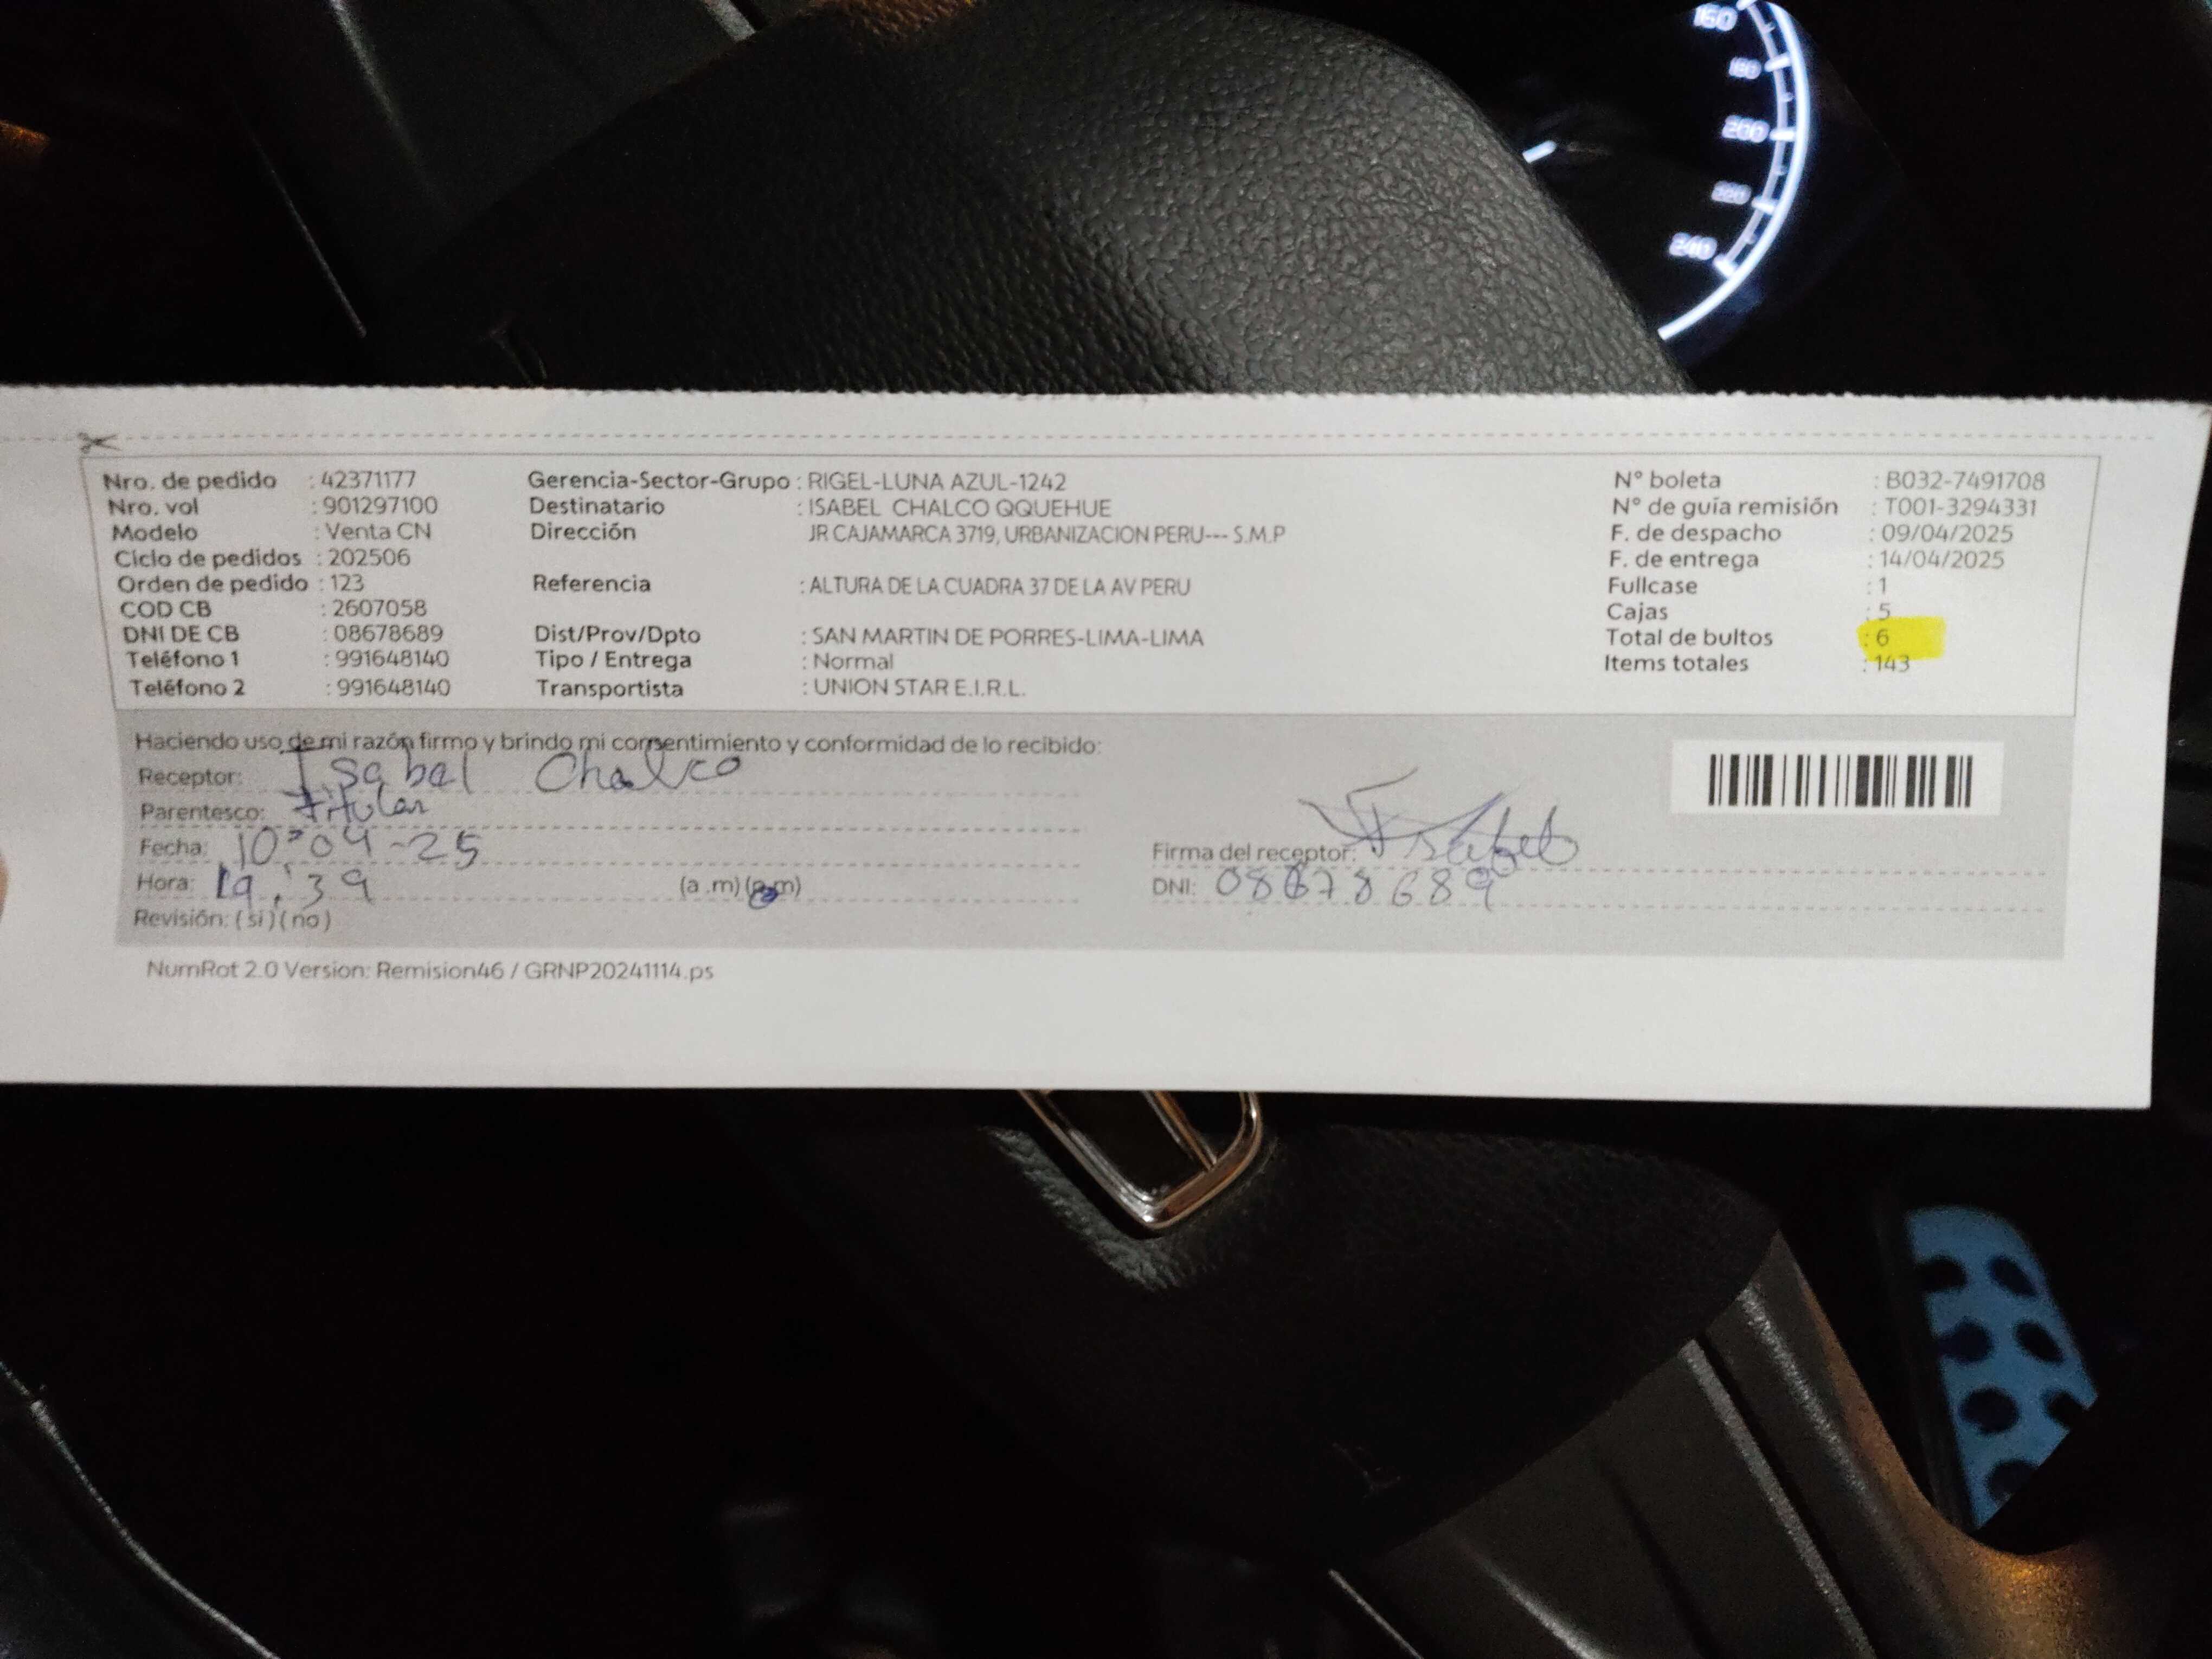 160
180
200
220
240
Nro. de pedido : 42371177
Nro. vol : 901297100
Modelo : Venta CN
Ciclo de pedidos : 202506
Orden de pedido : 123
COD CB : 2607058
DNI DE CB : 08678689
Teléfono 1 : 991648140
Teléfono 2 : 991648140
Gerencia-Sector-Grupo : RIGEL-LUNA AZUL-1242
Destinatario : ISABEL CHALCO QQUEHUE
Dirección JR CAJAMARCA 3719, URBANIZACION PERU--- S.M.P
Referencia : ALTURA DE LA CUADRA 37 DE LA AV PERU
Dist/Prov/Dpto : SAN MARTIN DE PORRES-LIMA-LIMA
Tipo / Entrega : Normal
Transportista : UNION STAR E.I.R.L.
N° boleta : B032-7491708
N° de guía remisión : T001-3294331
F. de despacho : 09/04/2025
F. de entrega : 14/04/2025
Fullcase : 1
Cajas : 5
Total de bultos : 6
Items totales : 143
Haciendo uso de mi razón firmo y brindo mi consentimiento y conformidad de lo recibido:
Receptor: Isabel Chalco
Parentesco: titular
Fecha: 10-04-25
Hora: 19:39 (a .m) (p.m)
Revisión: ( si ) ( no )
Firma del receptor: Isabel
DNI: 08678689
NumRot 2.0 Version: Remision46 / GRNP20241114.ps